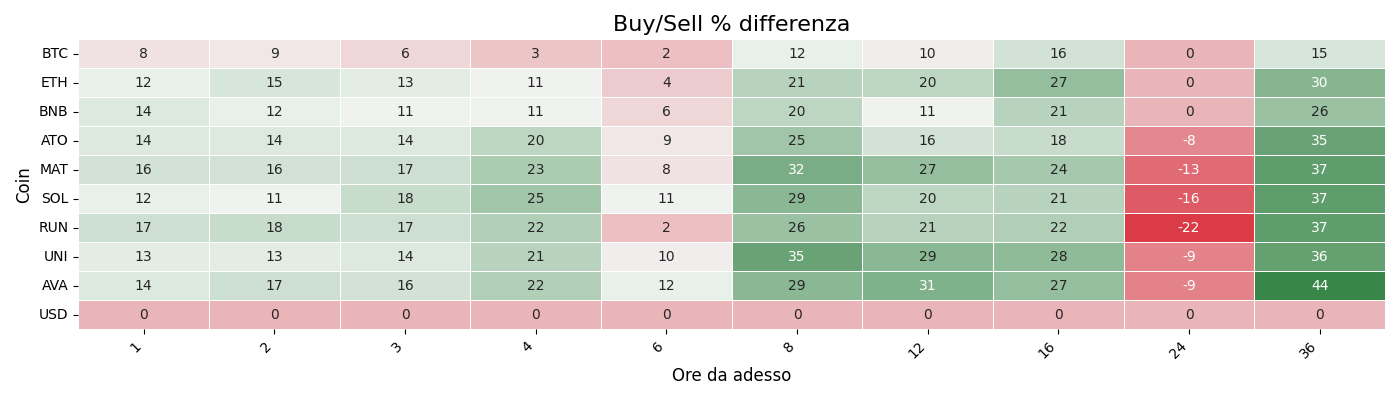 Buy/Sell % differenza
Coin
BTC 8 9 6 3 2 12 10 16 0 15
ETH 12 15 13 11 4 21 20 27 0 30
BNB 14 12 11 11 6 20 11 21 0 26
ATO 14 14 14 20 9 25 16 18 -8 35
MAT 16 16 17 23 8 32 27 24 -13 37
SOL 12 11 18 25 11 29 20 21 -16 37
RUN 17 18 17 22 2 26 21 22 -22 37
UNI 13 13 14 21 10 35 29 28 -9 36
AVA 14 17 16 22 12 29 31 27 -9 44
USD 0 0 0 0 0 0 0 0 0 0
1 2 3 4 6 8 12 16 24 36
Ore da adesso